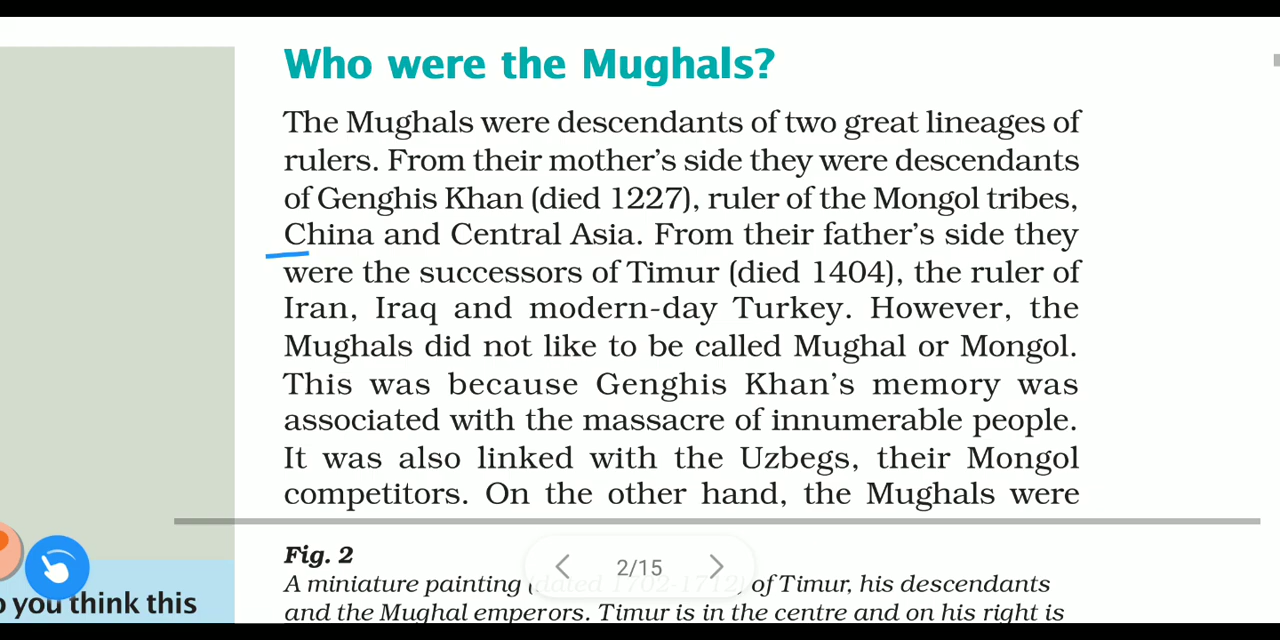 Who were the Mughals?
The Mughals were descendants of two great lineages of
rulers. From their mother's side they were descendants
of Genghis Khan (died 1227), ruler of the Mongol tribes,
China and Central Asia. From their father's side they
were the successors of Timur (died 1404), the ruler of
Iran, Iraq and modern-day Turkey. However, the
Mughals did not like to be called Mughal or Mongol.
This was because Genghis Khan's memory was
associated with the massacre of innumerable people.
It was also linked with the Uzbegs, their Mongol
competitors. On the other hand, the Mughals were
Fig. 2
A miniature painting (dated 1702-1712) of Timur, his descendants
and the Mughal emperors. Timur is in the centre and on his right is
2/15
you think this